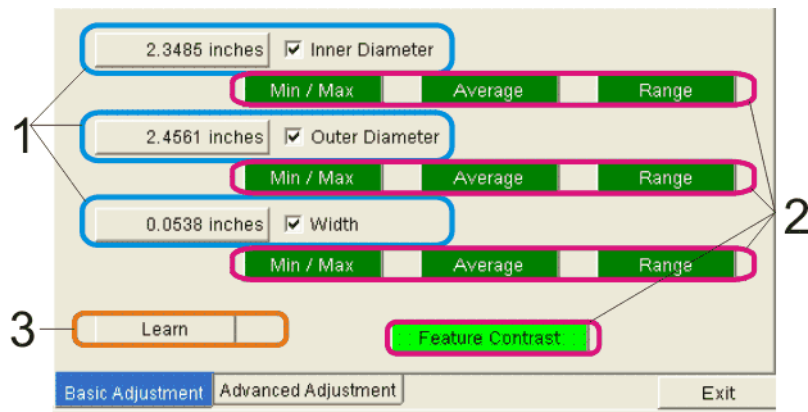 2.3485 inches Inner Diameter
Min / Max Average Range
1
2.4561 inches Outer Diameter
Min / Max Average Range
2
0.0538 inches Width
Min / Max Average Range
3
Learn Feature Contrast
Basic Adjustment Advanced Adjustment Exit